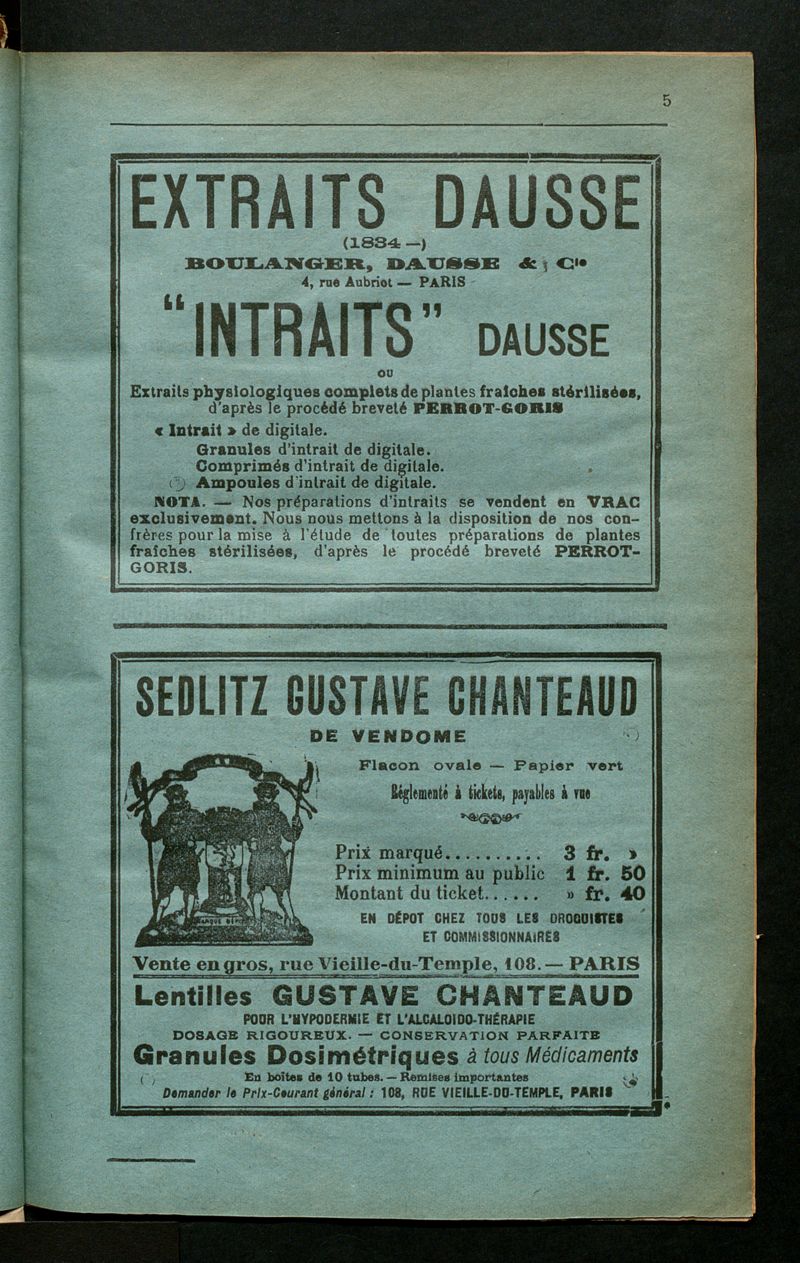 5
EXTRAITS DAUSSE
(1834 —)
BOULANGER, DAUSSE & Cie
4, rue Aubriot — PARIS
“INTRAITS” DAUSSE
OU
Extraits physiologiques complets de plantes fraîches stérilisées,
d'après le procédé breveté PERROT-GORIS
« Intrait » de digitale.
Granules d'intrait de digitale.
Comprimés d'intrait de digitale.
Ampoules d'intrait de digitale.
NOTA. — Nos préparations d'intraits se vendent en VRAC
exclusivement. Nous nous mettons à la disposition de nos con-
frères pour la mise à l'étude de toutes préparations de plantes
fraîches stérilisées, d'après le procédé breveté PERROT-
GORIS.
SEDLITZ GUSTAVE CHANTEAUD
DE VENDOME
Flacon ovale — Papier vert
Réglementé à tickets, payables à vue
Prix marqué........... 3 fr. »
Prix minimum au public 1 fr. 50
Montant du ticket...... » fr. 40
EN DÉPOT CHEZ TOUS LES DROGUISTES
ET COMMISSIONNAIRES
Vente en gros, rue Vieille-du-Temple, 108. — PARIS
Lentilles GUSTAVE CHANTEAUD
POUR L'HYPODERMIE ET L'ALCALOIDO-THÉRAPIE
DOSAGE RIGOUREUX. — CONSERVATION PARFAITE
Granules Dosimétriques à tous Médicaments
En boîtes de 10 tubes. — Remises importantes
Demander le Prix-Courant général : 108, RUE VIEILLE-DU-TEMPLE, PARIS